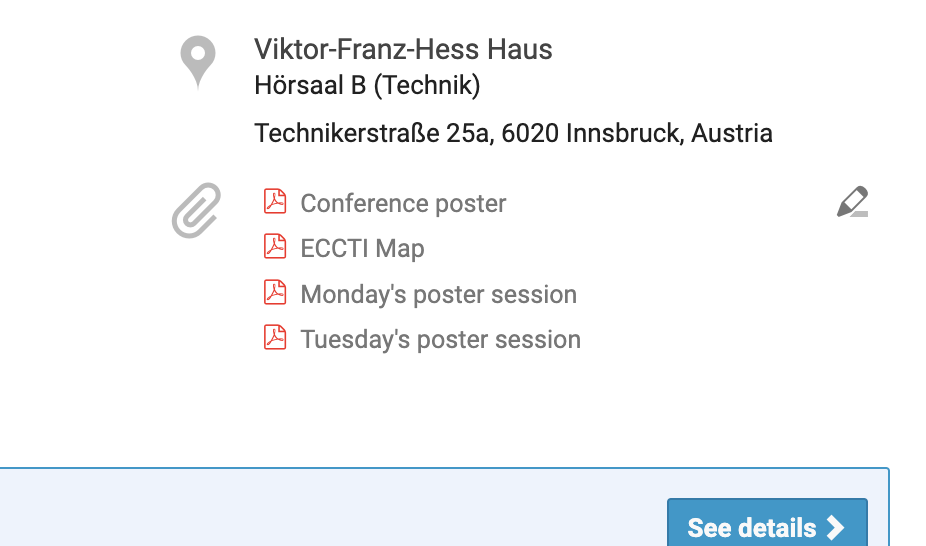 Viktor-Franz-Hess Haus
Hörsaal B (Technik)
Technikerstraße 25a, 6020 Innsbruck, Austria
Conference poster
ECCTI Map
Monday's poster session
Tuesday's poster session
See details